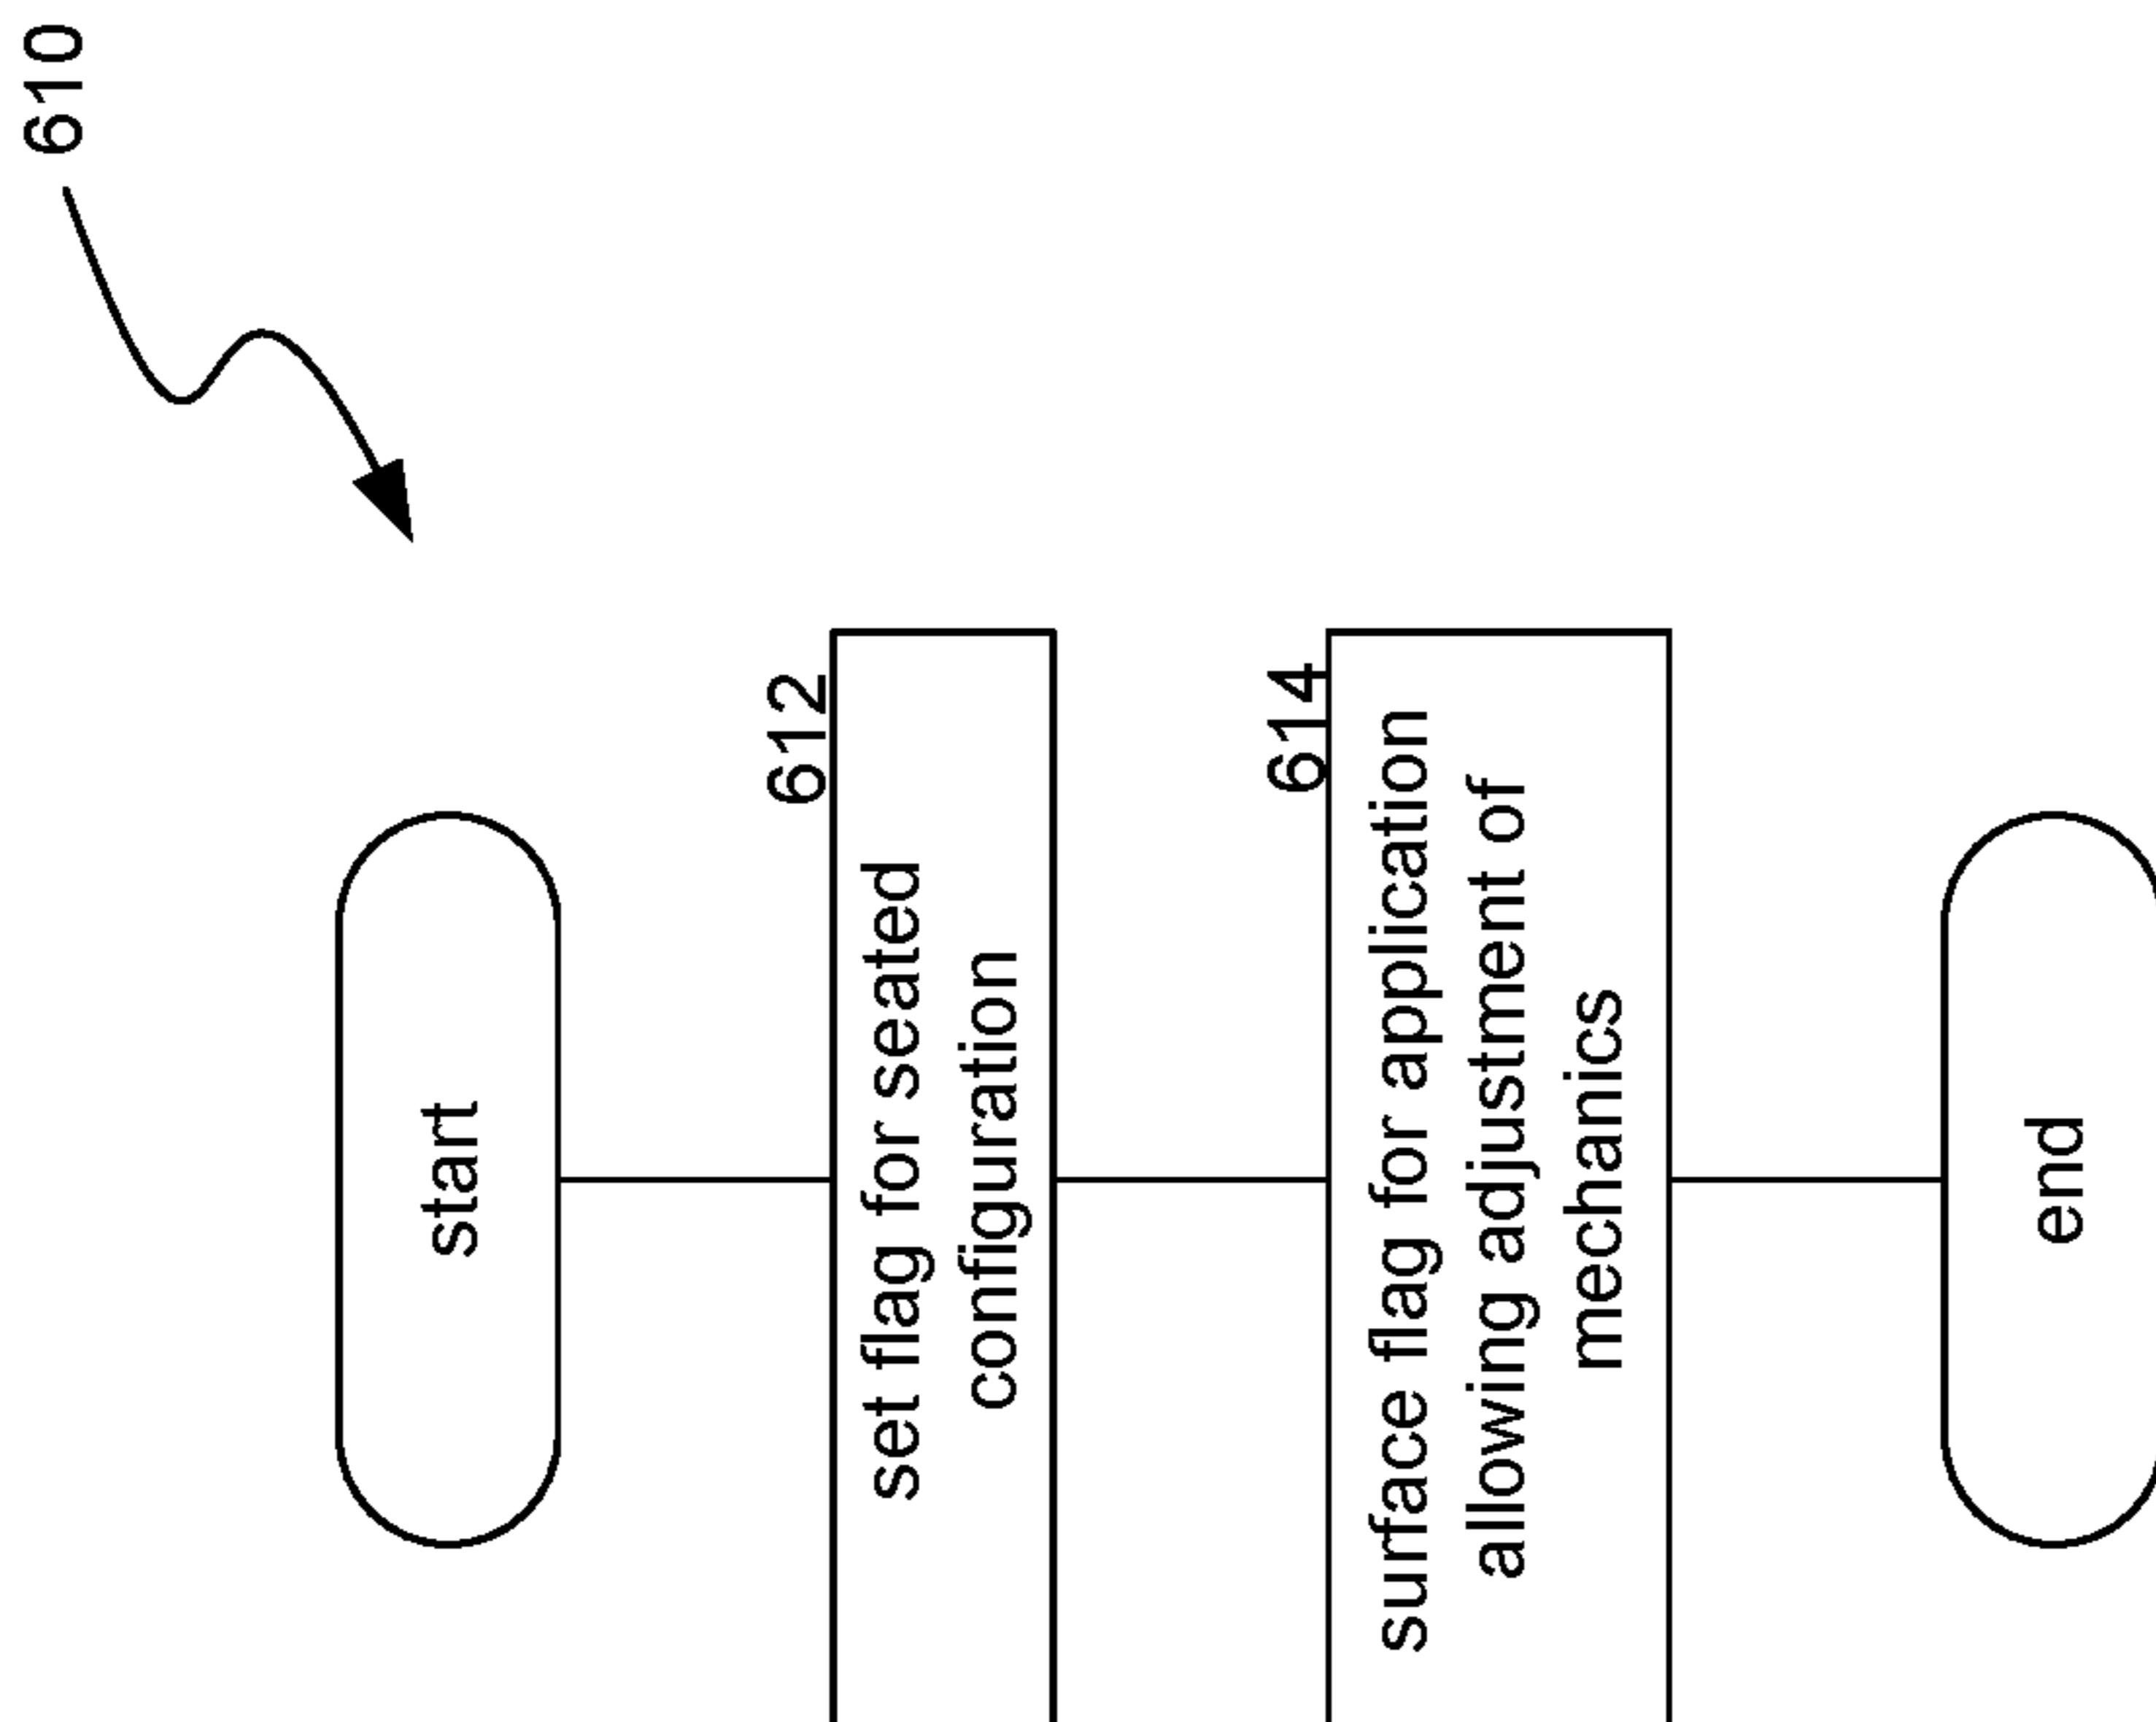 610
start
612
set flag for seated
configuration
614
surface flag for application
allowing adjustment of
mechanics
end